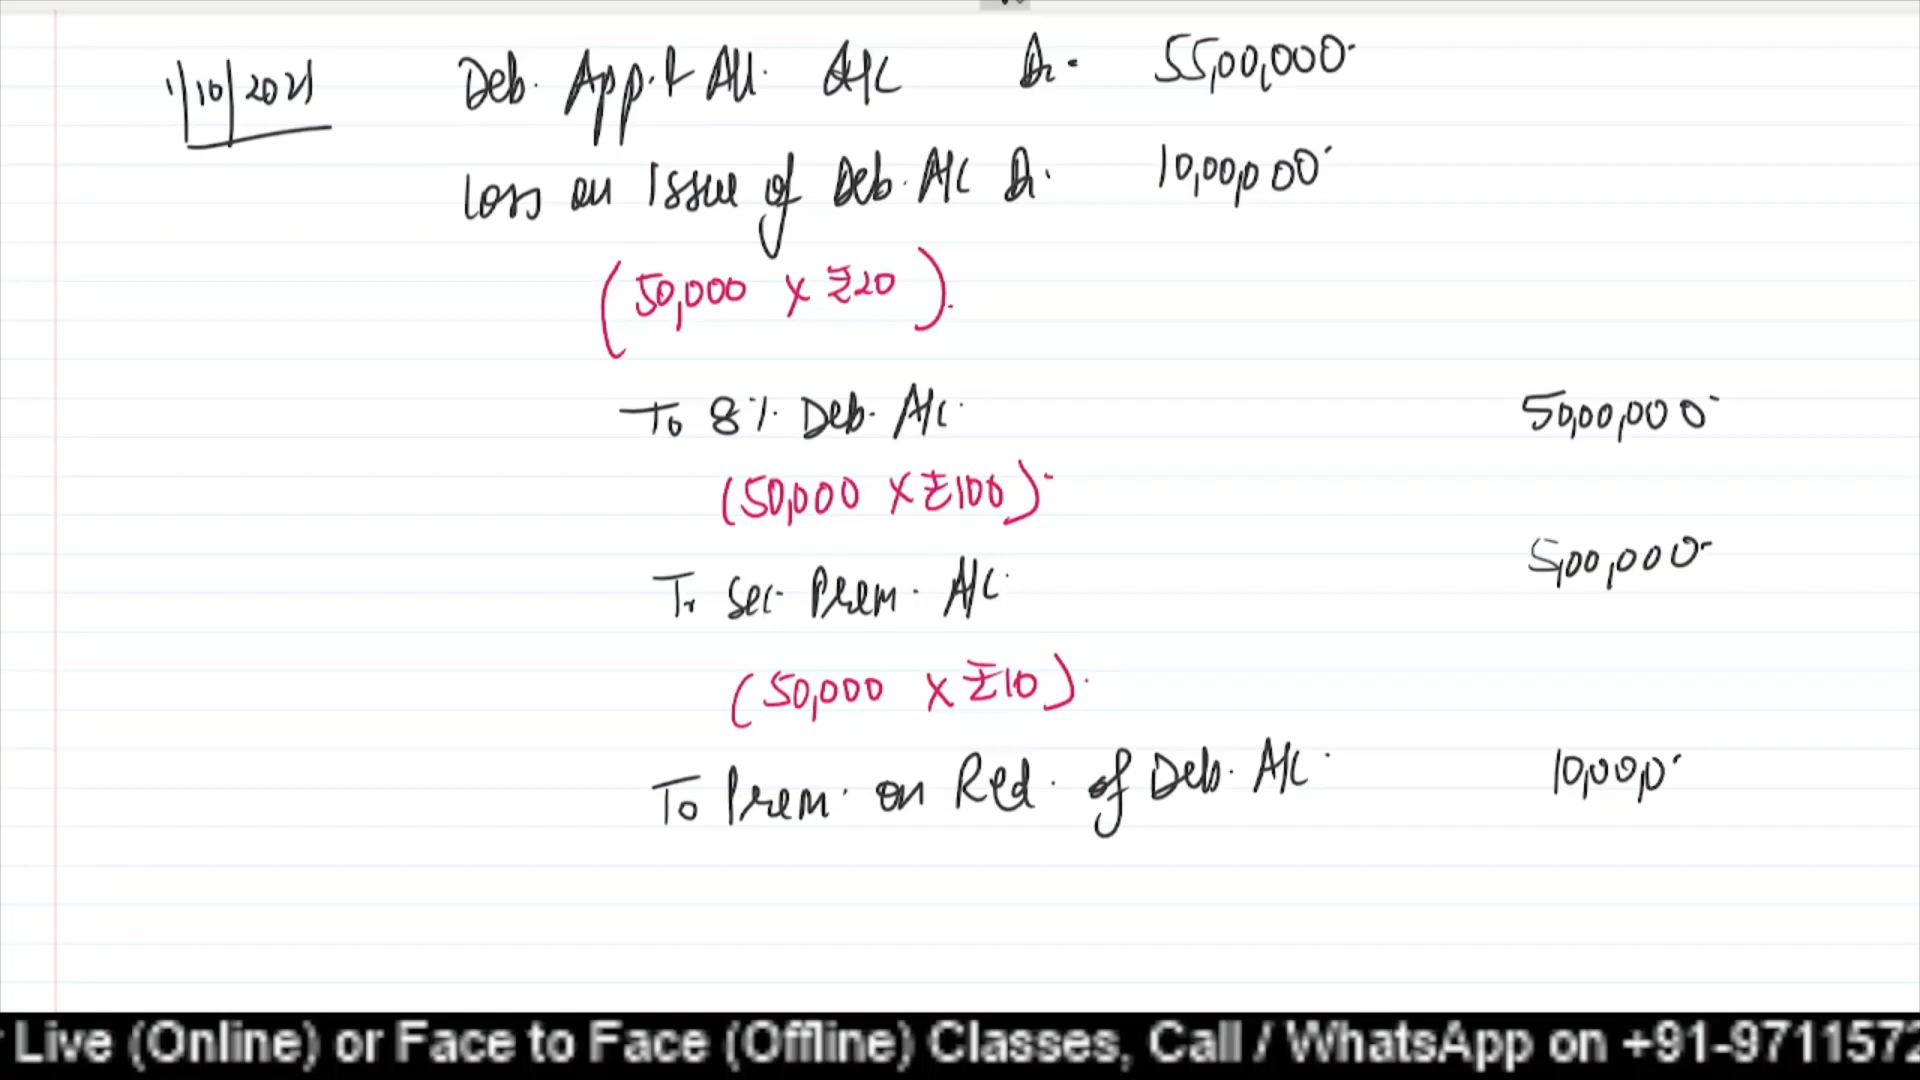 1/10/2021 Deb. App. & All. A/c Dr. 55,00,000
Loss on Issue of Deb. A/c Dr. 10,00,000
(50,000 x ₹20).
To 8% Deb. A/c 50,00,000
(50,000 x ₹100)
To Sec. Prem. A/c 5,00,000
(50,000 x ₹10).
To Prem. on Red. of Deb. A/c 10,00,0
Live (Online) or Face to Face (Offline) Classes, Call / WhatsApp on +91-9711572